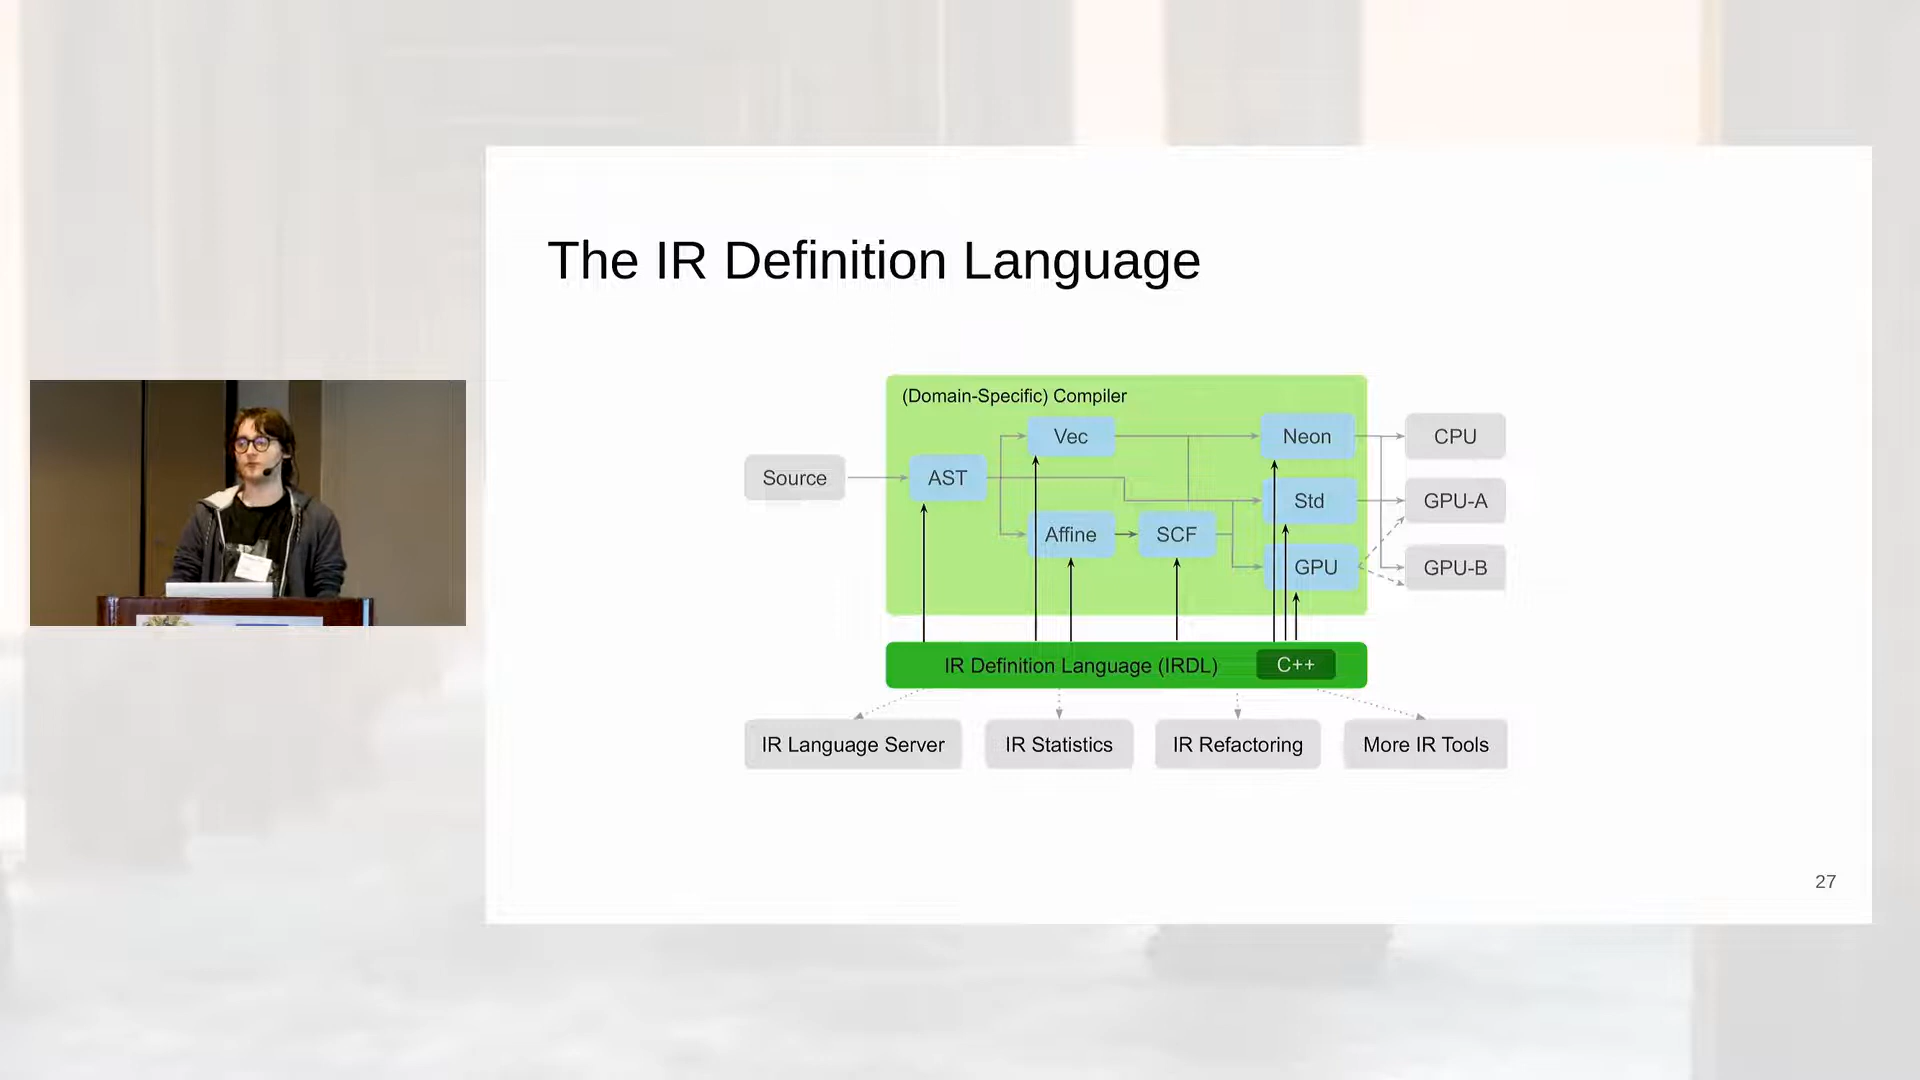 The IR Definition Language
(Domain-Specific) Compiler
Vec
Neon
CPU
Source
AST
Std
GPU-A
Affine
SCF
GPU
GPU-B
IR Definition Language (IRDL)
C++
IR Language Server
IR Statistics
IR Refactoring
More IR Tools
27